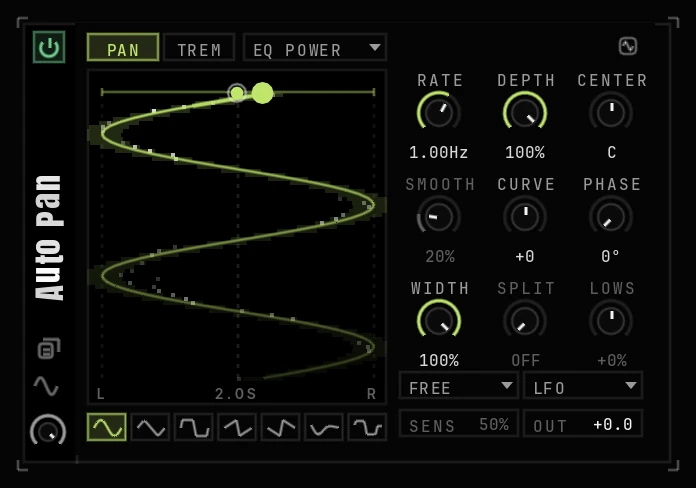 Auto Pan
PAN TREM EQ POWER
L 2.0S R
RATE DEPTH CENTER
1.00Hz 100% C
SMOOTH CURVE PHASE
20% +0 0°
WIDTH SPLIT LOWS
100% OFF +0%
FREE LFO
SENS 50% OUT +0.0